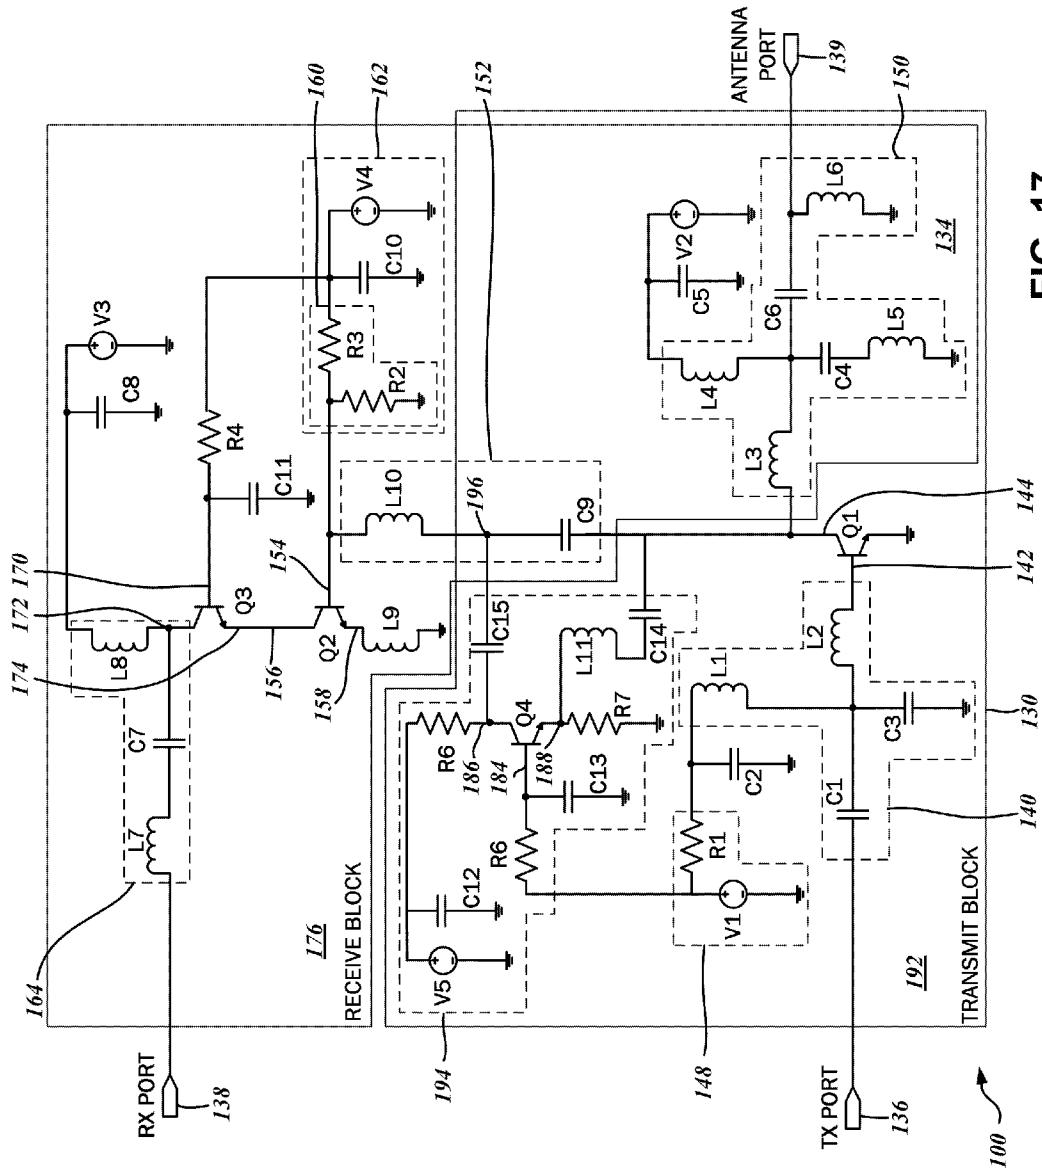 160
162
152
ANTENNA
PORT
139
150
V4
C10
R3
R2
V3
C8
R4
C11
170
172
Q3
L8
174
156
C7
L7
164
RX PORT
138
176
RECEIVE BLOCK
154
Q2
158
L9
L10
196
C9
V2
C5
L6
C6
134
L4
C4
L5
L3
144
Q1
142
C15
C14
L11
R6
186
Q4
184
188
R7
C13
R6
C12
V5
194
L1
L2
C3
130
C2
C1
140
R1
V1
148
192
TRANSMIT BLOCK
TX PORT
136
100